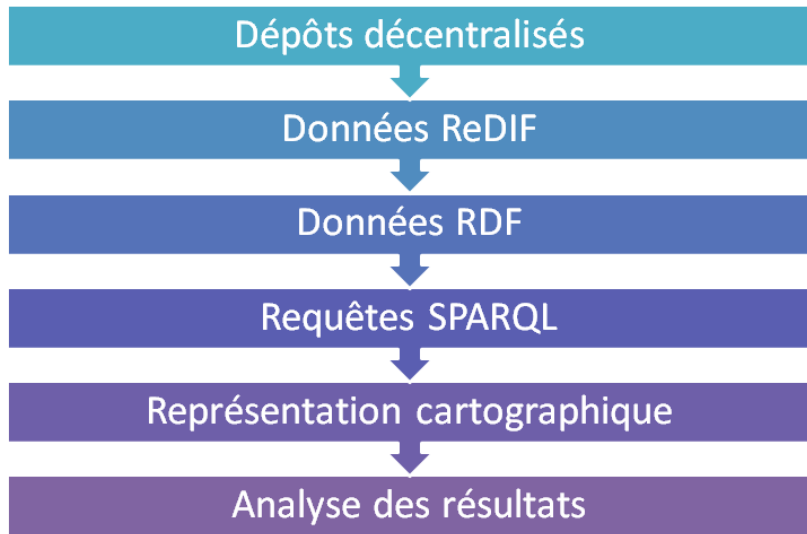 Dépôts décentralisés
Données ReDIF
Données RDF
Requêtes SPARQL
Représentation cartographique
Analyse des résultats